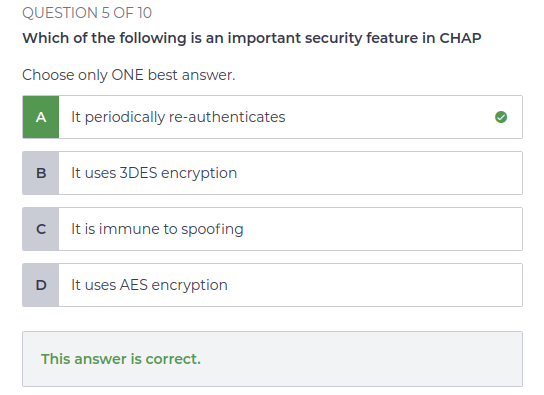 QUESTION 5 OF 10
Which of the following is an important security feature in CHAP
Choose only ONE best answer.
A It periodically re-authenticates
B It uses 3DES encryption
C It is immune to spoofing
D It uses AES encryption
This answer is correct.